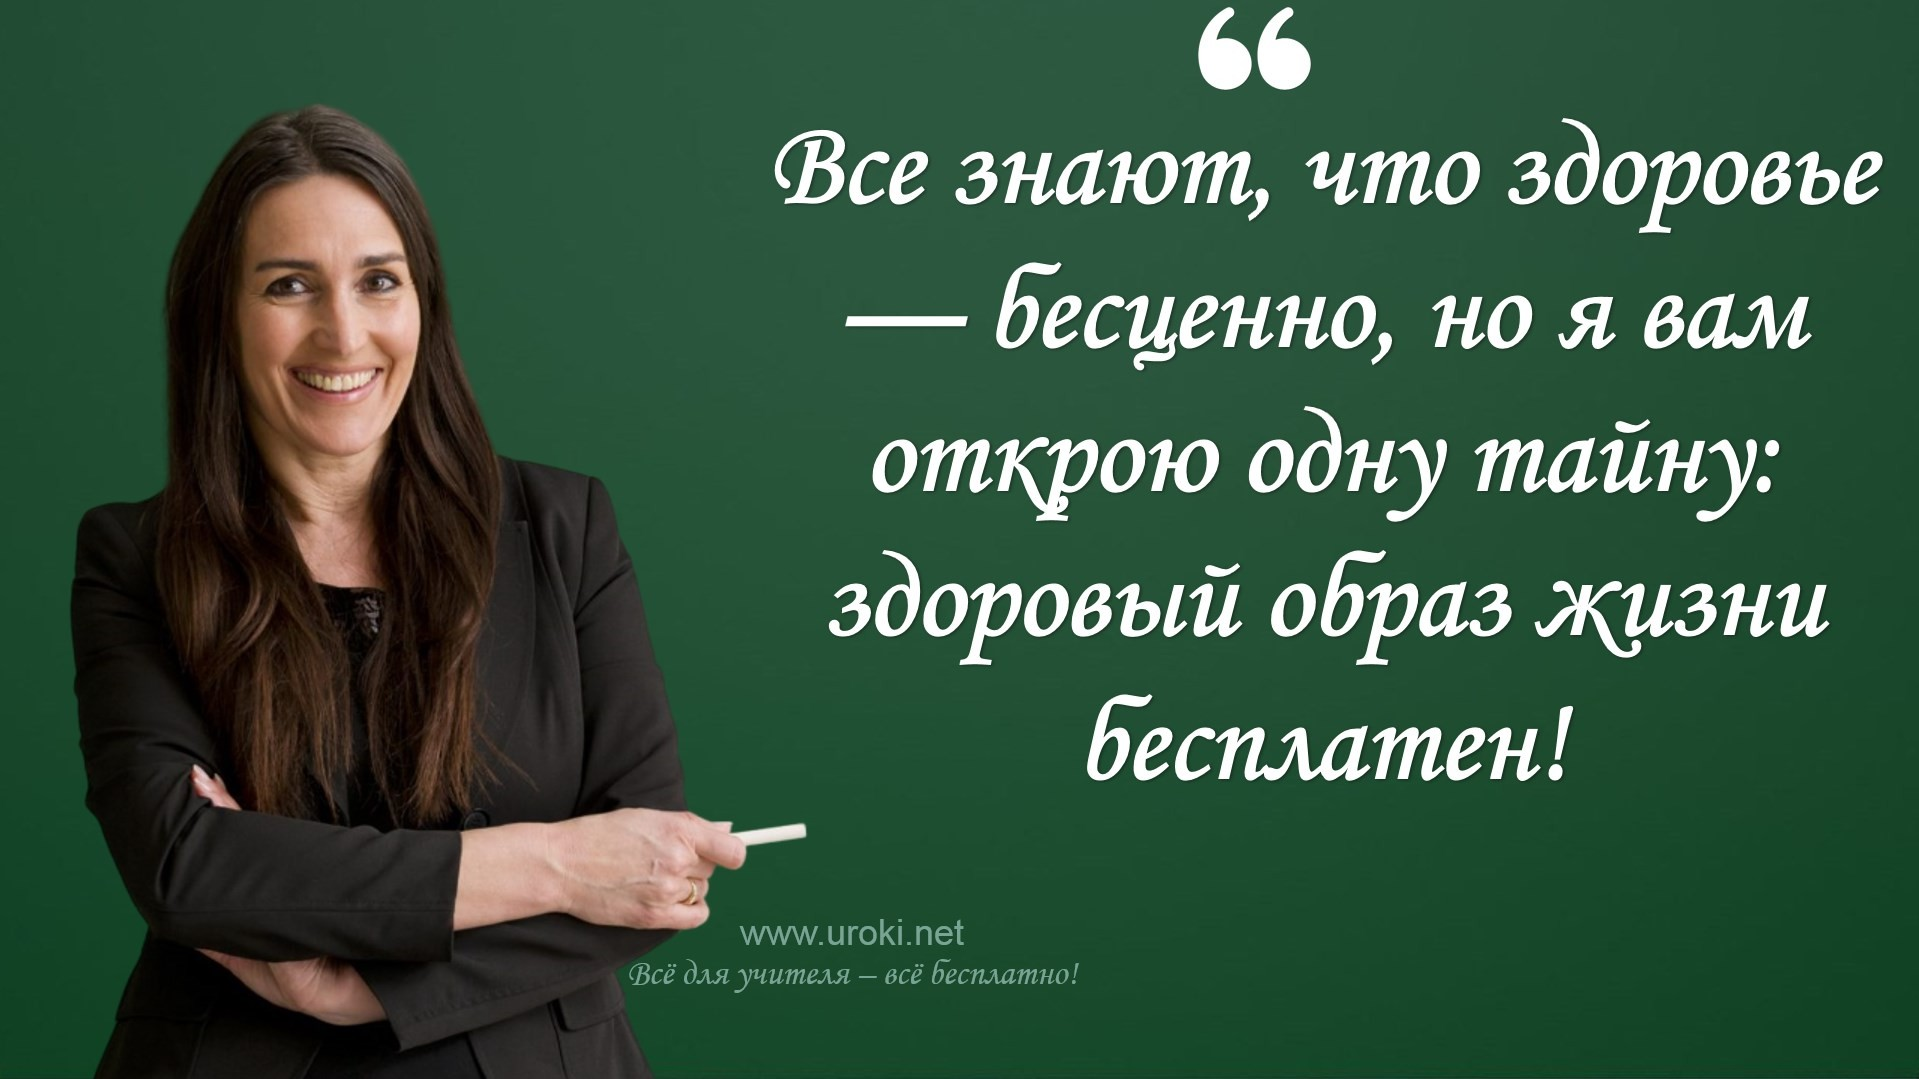 “
Все знают, что здоровье
— бесценно, но я вам
открою одну тайну:
здоровый образ жизни
бесплатен!
www.uroki.net
Всё для учителя – всё бесплатно!